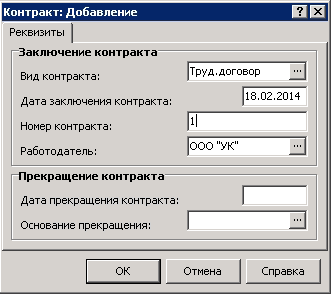 Контракт: Добавление
Реквизиты
Заключение контракта
Вид контракта: Труд.договор ...
Дата заключения контракта: 18.02.2014
Номер контракта: 1
Работодатель: ООО "УК" ...
Прекращение контракта
Дата прекращения контракта:
Основание прекращения: ...
ОК Отмена Справка